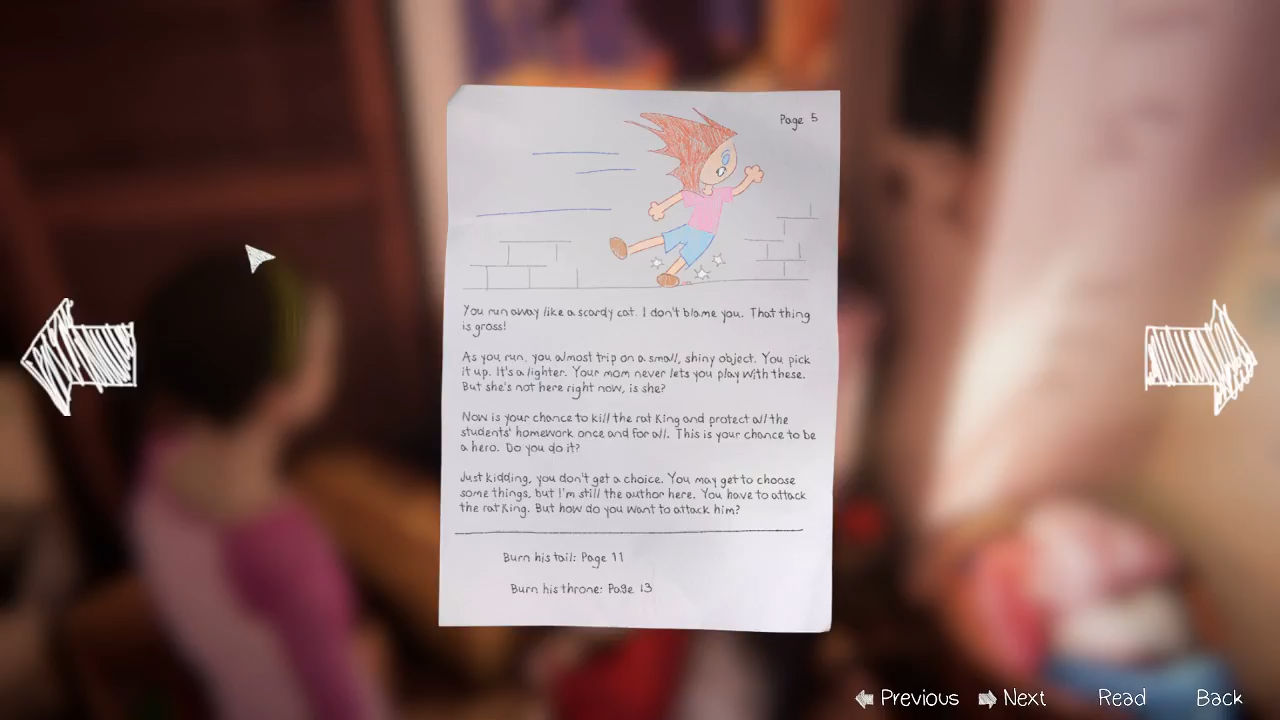 Page 5
You run away like a scardy cat. I don't blame you. That thing
is gross!
As you run, you almost trip on a small, shiny object. You pick
it up. It's a lighter. Your mom never lets you play with these.
But she's not here right now, is she?
Now is your chance to kill the rat King and protect all the
students' homework once and for all. This is your chance to be
a hero. Do you do it?
Just kidding, you don't get a choice. You may get to choose
some things, but I'm still the author here. You have to attack
the rat King. But how do you want to attack him?
Burn his tail: Page 11
Burn his throne: Page 13
Previous Next Read Back